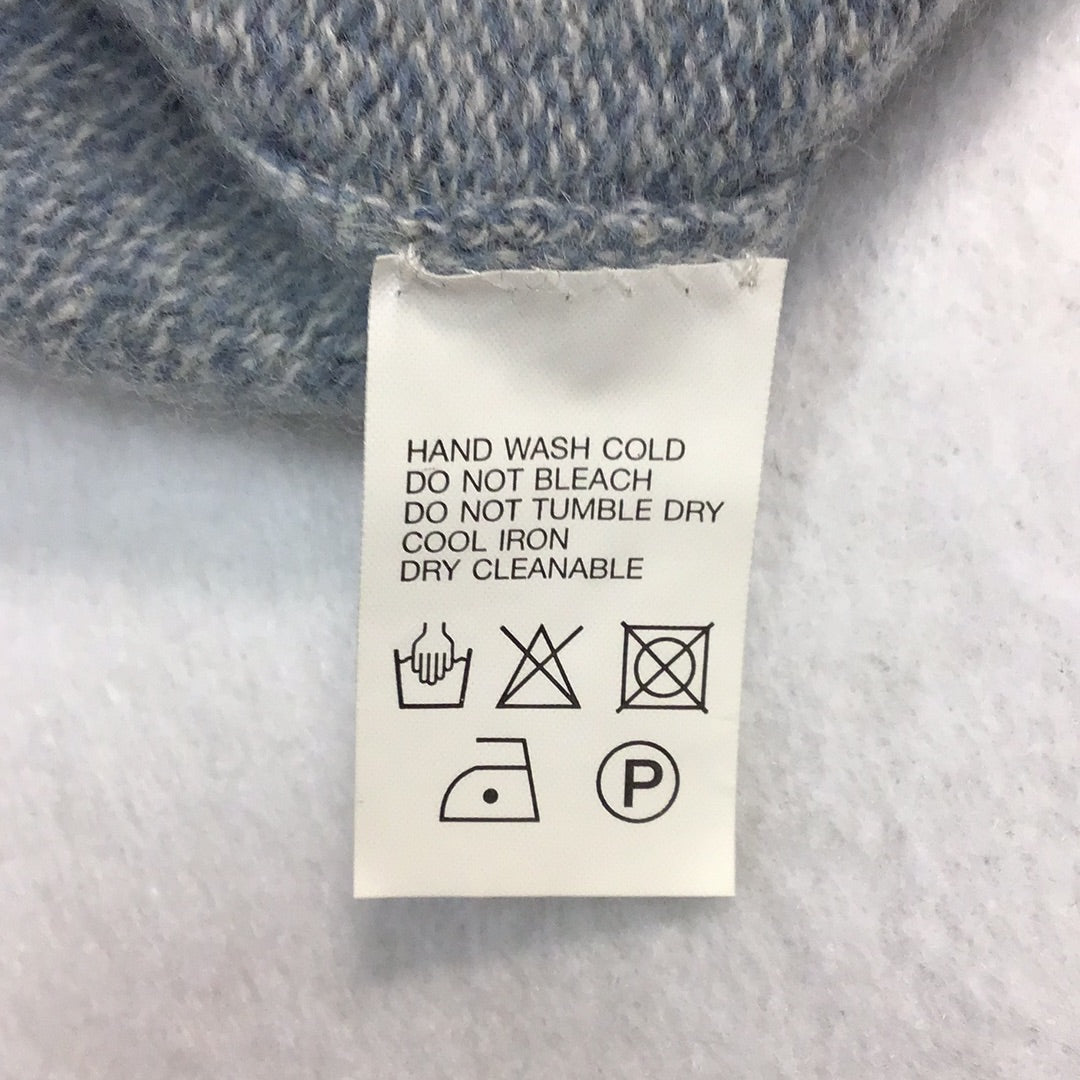 HAND WASH COLD
DO NOT BLEACH
DO NOT TUMBLE DRY
COOL IRON
DRY CLEANABLE
P